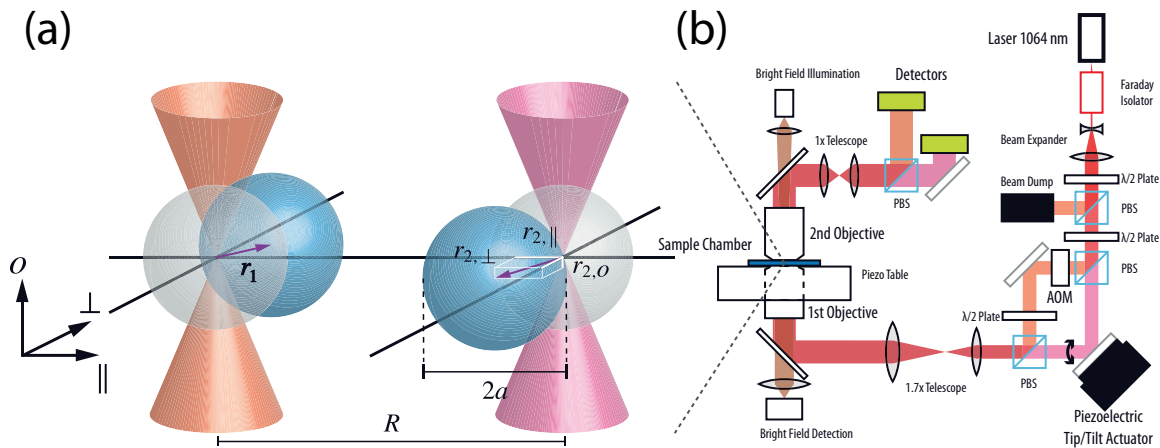 (a)
o
⊥
||
r₁
r₂,||
r₂,⊥
r₂,ₒ
2a
R
(b)
Laser 1064 nm
Faraday
Isolator
Beam Expander
λ/2 Plate
Beam Dump
PBS
λ/2 Plate
PBS
AOM
λ/2 Plate
PBS
Piezoelectric
Tip/Tilt Actuator
1.7x Telescope
Bright Field Illumination
Detectors
1x Telescope
PBS
2nd Objective
Sample Chamber
Piezo Table
1st Objective
Bright Field Detection